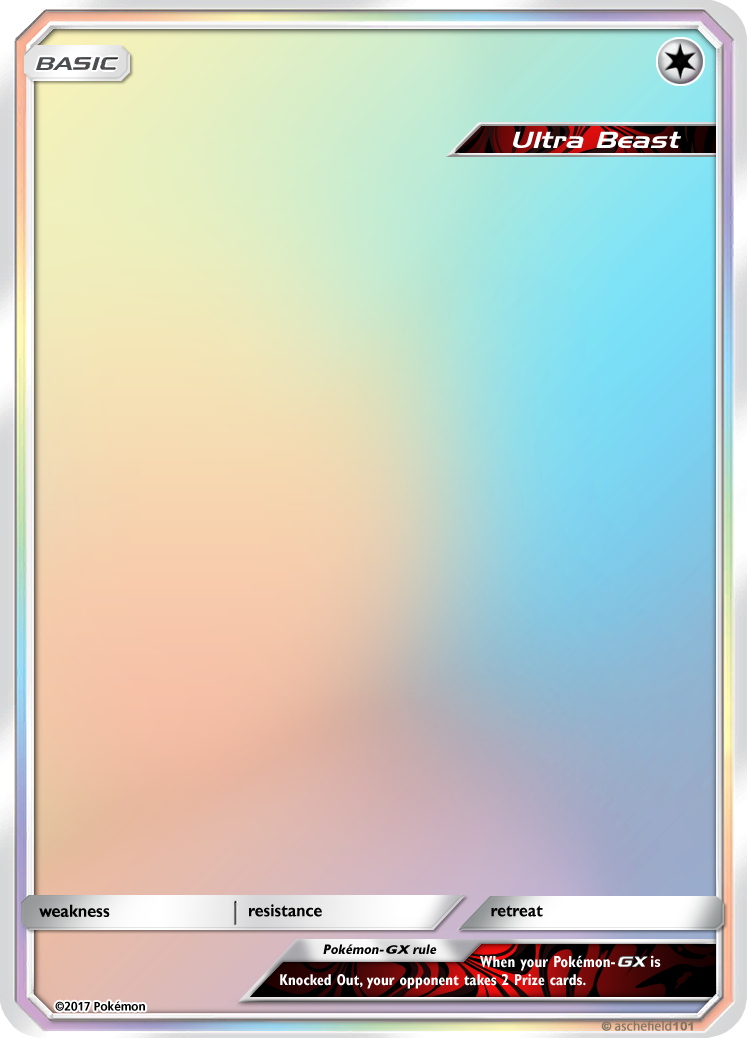 BASIC
Ultra Beast
weakness resistance retreat
Pokémon-GX rule
When your Pokémon-GX is
Knocked Out, your opponent takes 2 Prize cards.
©2017 Pokémon
© aschefield101